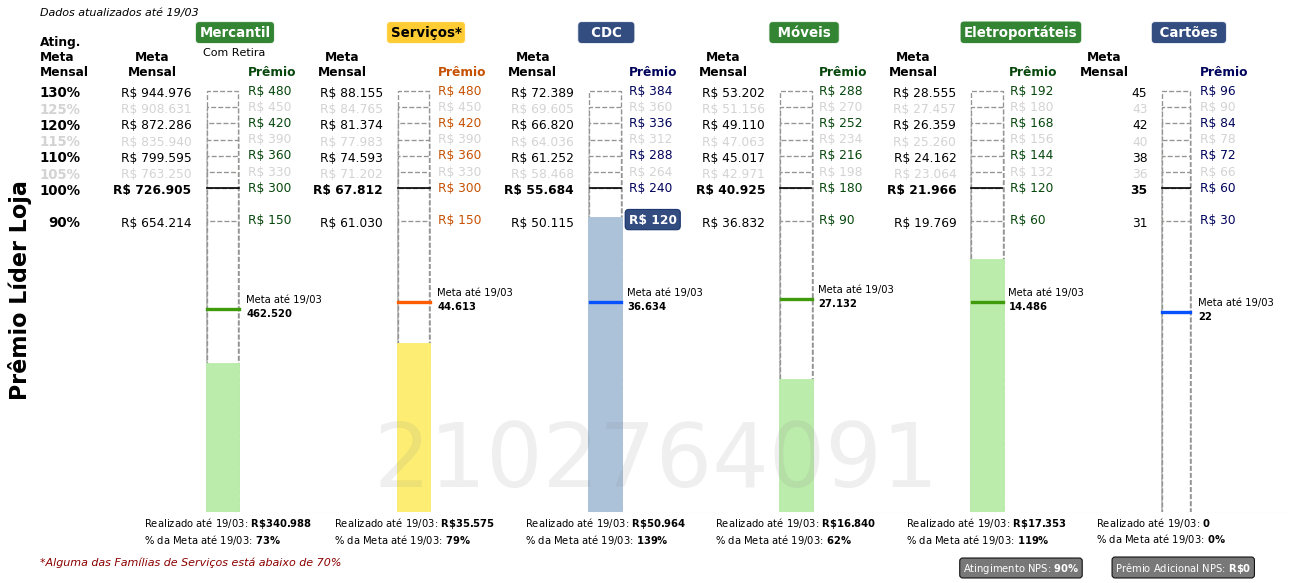 Dados atualizados até 19/03
Mercantil Serviços* CDC Móveis Eletroportáteis Cartões
Com Retira
Ating. Meta Mensal
Meta Mensal Prêmio Meta Mensal Prêmio Meta Mensal Prêmio Meta Mensal Prêmio Meta Mensal Prêmio Meta Mensal Prêmio
130% R$ 944.976 R$ 480 R$ 88.155 R$ 480 R$ 72.389 R$ 384 R$ 53.202 R$ 288 R$ 28.555 R$ 192 45 R$ 96
125% R$ 908.631 R$ 450 R$ 84.765 R$ 450 R$ 69.605 R$ 360 R$ 51.156 R$ 270 R$ 27.457 R$ 180 43 R$ 90
120% R$ 872.286 R$ 420 R$ 81.374 R$ 420 R$ 66.820 R$ 336 R$ 49.110 R$ 252 R$ 26.359 R$ 168 42 R$ 84
115% R$ 835.940 R$ 390 R$ 77.983 R$ 390 R$ 64.036 R$ 312 R$ 47.063 R$ 234 R$ 25.260 R$ 156 40 R$ 78
110% R$ 799.595 R$ 360 R$ 74.593 R$ 360 R$ 61.252 R$ 288 R$ 45.017 R$ 216 R$ 24.162 R$ 144 38 R$ 72
105% R$ 763.250 R$ 330 R$ 71.202 R$ 330 R$ 58.468 R$ 264 R$ 42.971 R$ 198 R$ 23.064 R$ 132 36 R$ 66
100% R$ 726.905 R$ 300 R$ 67.812 R$ 300 R$ 55.684 R$ 240 R$ 40.925 R$ 180 R$ 21.966 R$ 120 35 R$ 60
90% R$ 654.214 R$ 150 R$ 61.030 R$ 150 R$ 50.115 R$ 120 R$ 36.832 R$ 90 R$ 19.769 R$ 60 31 R$ 30
Prêmio Líder Loja
Meta até 19/03 Meta até 19/03 Meta até 19/03 Meta até 19/03 Meta até 19/03 Meta até 19/03
462.520 44.613 36.634 27.132 14.486 22
2102764091
Realizado até 19/03: R$340.988 Realizado até 19/03: R$35.575 Realizado até 19/03: R$50.964 Realizado até 19/03: R$16.840 Realizado até 19/03: R$17.353 Realizado até 19/03: 0
% da Meta até 19/03: 73% % da Meta até 19/03: 79% % da Meta até 19/03: 139% % da Meta até 19/03: 62% % da Meta até 19/03: 119% % da Meta até 19/03: 0%
*Alguma das Famílias de Serviços está abaixo de 70%
Atingimento NPS: 90% Prêmio Adicional NPS: R$0